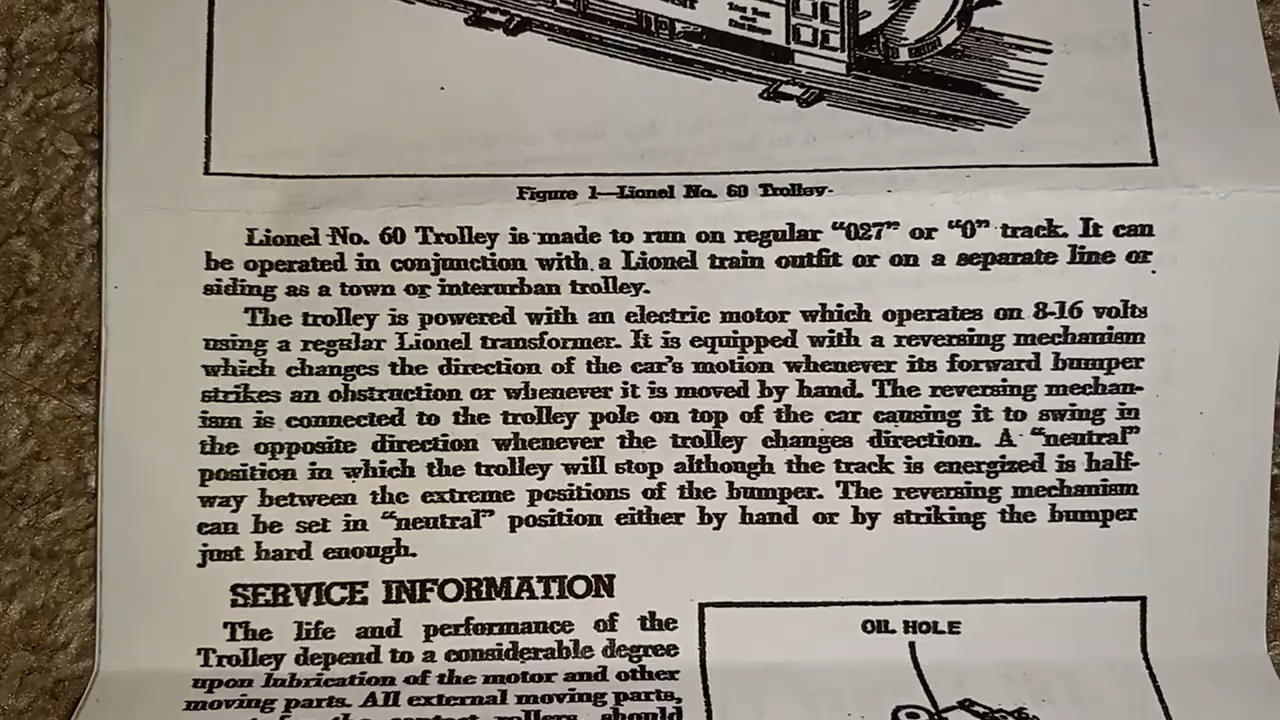 Figure 1—Lionel No. 60 Trolley-
Lionel No. 60 Trolley is made to run on regular “027” or “0” track. It can
be operated in conjunction with a Lionel train outfit or on a separate line or
siding as a town or interurban trolley.
The trolley is powered with an electric motor which operates on 8-16 volts
using a regular Lionel transformer. It is equipped with a reversing mechanism
which changes the direction of the car's motion whenever its forward bumper
strikes an obstruction or whenever it is moved by hand. The reversing mechan-
ism is connected to the trolley pole on top of the car causing it to swing in
the opposite direction whenever the trolley changes direction. A “neutral”
position in which the trolley will stop although the track is energized is half-
way between the extreme positions of the bumper. The reversing mechanism
can be set in “neutral” position either by hand or by striking the bumper
just hard enough.
SERVICE INFORMATION
The life and performance of the
Trolley depend to a considerable degree
upon lubrication of the motor and other
moving parts. All external moving parts,
the contact rollers, should
OIL HOLE